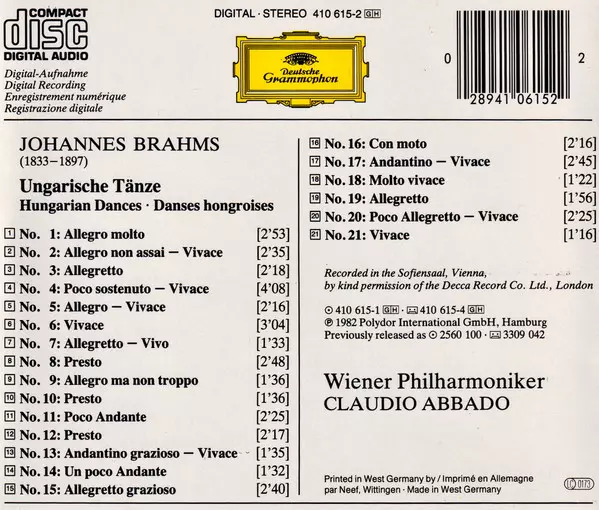 COMPACT
disc
DIGITAL AUDIO
Digital-Aufnahme
Digital Recording
Enregistrement numérique
Registrazione digitale
DIGITAL · STEREO 410 615-2 GH
Deutsche
Grammophon
0
2
28941 06152
JOHANNES BRAHMS
(1833–1897)
Ungarische Tänze
Hungarian Dances · Danses hongroises
1 No. 1: Allegro molto [2'53]
2 No. 2: Allegro non assai – Vivace [2'35]
3 No. 3: Allegretto [2'18]
4 No. 4: Poco sostenuto – Vivace [4'08]
5 No. 5: Allegro – Vivace [2'16]
6 No. 6: Vivace [3'04]
7 No. 7: Allegretto – Vivo [1'33]
8 No. 8: Presto [2'48]
9 No. 9: Allegro ma non troppo [1'36]
10 No. 10: Presto [1'36]
11 No. 11: Poco Andante [2'25]
12 No. 12: Presto [2'17]
13 No. 13: Andantino grazioso – Vivace [1'35]
14 No. 14: Un poco Andante [1'32]
15 No. 15: Allegretto grazioso [2'40]
16 No. 16: Con moto [2'16]
17 No. 17: Andantino – Vivace [2'45]
18 No. 18: Molto vivace [1'22]
19 No. 19: Allegretto [1'56]
20 No. 20: Poco Allegretto – Vivace [2'25]
21 No. 21: Vivace [1'16]
Recorded in the Sofiensaal, Vienna,
by kind permission of the Decca Record Co. Ltd., London
410 615-1 GH · 410 615-4 GH
℗ 1982 Polydor International GmbH, Hamburg
Previously released as 2560 100 · 3309 042
Wiener Philharmoniker
CLAUDIO ABBADO
Printed in West Germany by / Imprimé en Allemagne
par Neef, Wittingen · Made in West Germany
LC 0173